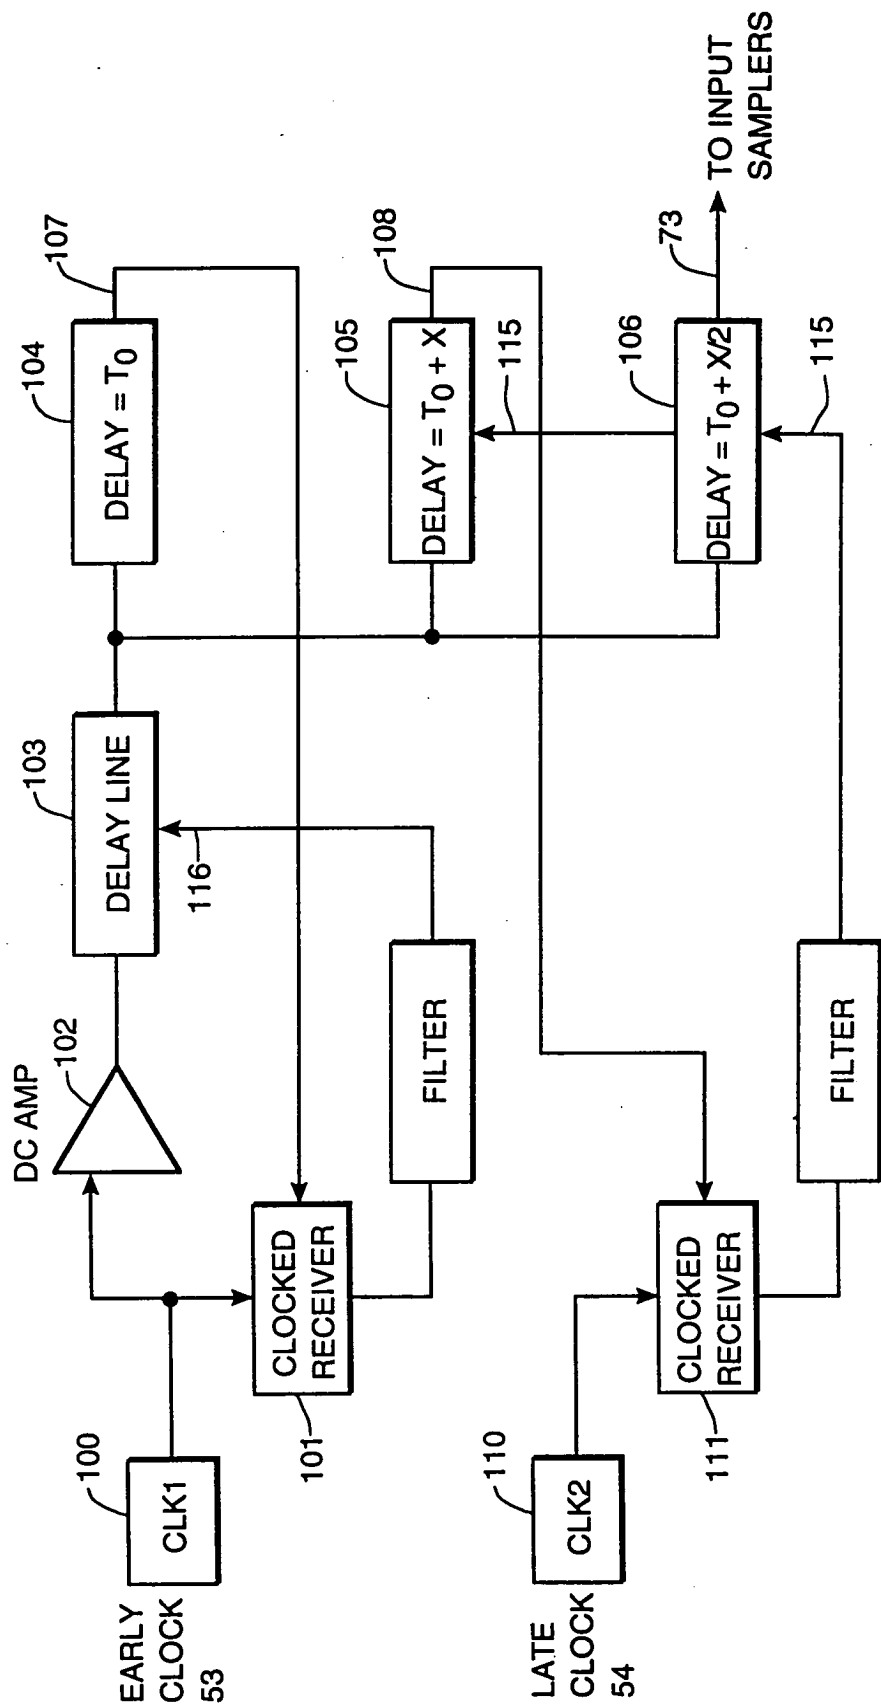 EARLY
CLOCK
53
100
CLK1
DC AMP
102
103
DELAY LINE
104
DELAY = T0
107
101
CLOCKED
RECEIVER
116
FILTER
105
DELAY = T0 + X
108
115
LATE
CLOCK
54
110
CLK2
111
CLOCKED
RECEIVER
FILTER
106
DELAY = T0 + X/2
115
73
TO INPUT
SAMPLERS